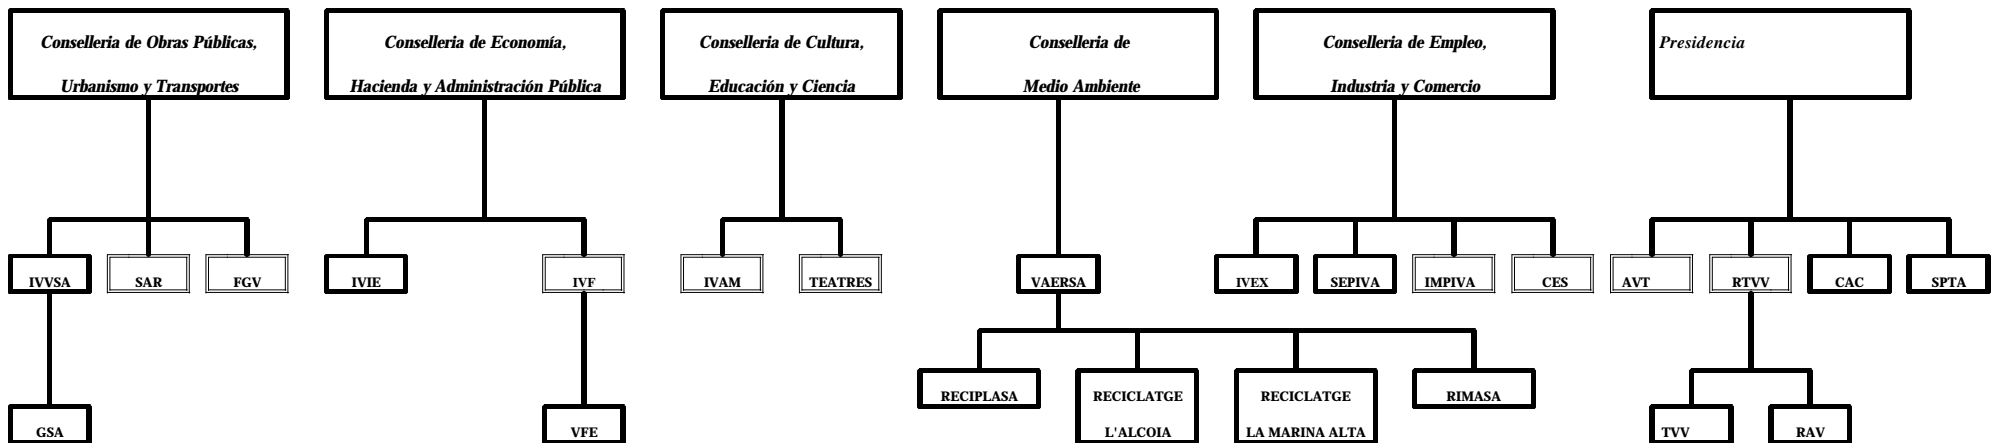 Conselleria de Obras Públicas,
Urbanismo y Transportes
Conselleria de Economía,
Hacienda y Administración Pública
Conselleria de Cultura,
Educación y Ciencia
Conselleria de
Medio Ambiente
Conselleria de Empleo,
Industria y Comercio
Presidencia
IVVSA
SAR
FGV
IVIE
IVF
IVAM
TEATRES
VAERSA
IVEX
SEPIVA
IMPIVA
CES
AVT
RTVV
CAC
SPTA
RECIPLASA
RECICLATGE
L'ALCOIA
RECICLATGE
LA MARINA ALTA
RIMASA
GSA
VFE
TVV
RAV